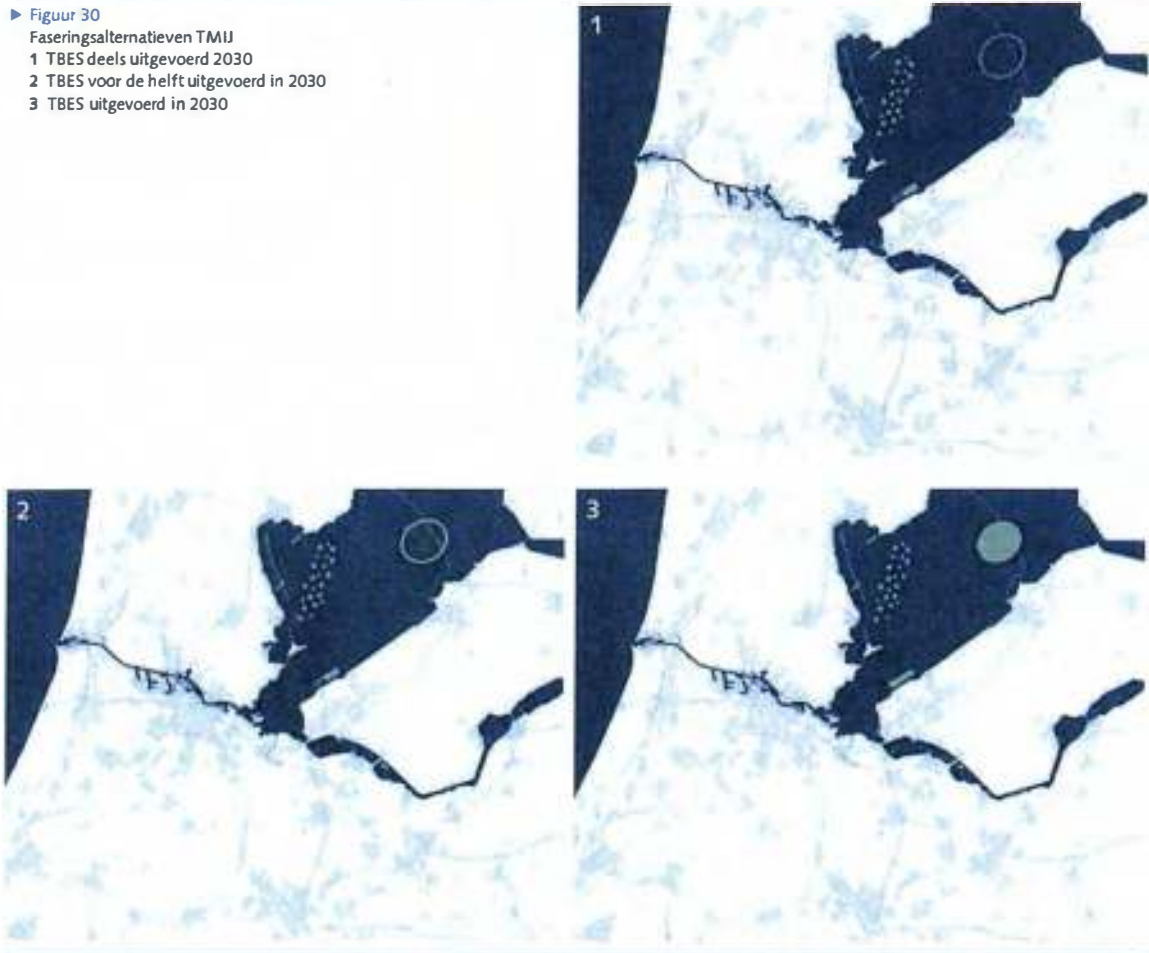 ▶ Figuur 30
Faseringsalternatieven TMIJ
1 TBES deels uitgevoerd 2030
2 TBES voor de helft uitgevoerd in 2030
3 TBES uitgevoerd in 2030
1
2
3